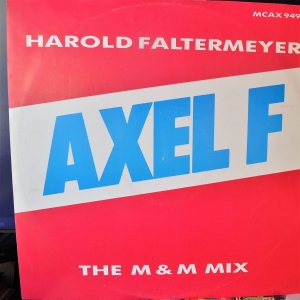 MCAX 949
HAROLD FALTERMEYER
AXEL F
THE M & M MIX